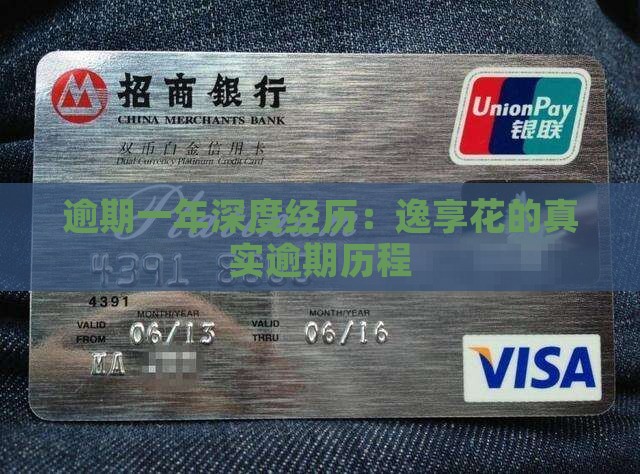 招商银行
CHINA MERCHANTS BANK
双币白金信用卡
Dual Currency Platinum Credit Card
UnionPay
银联
逾期一年深度经历：逸享花的真
实逾期历程
4391
4391
MONTH/YEAR MONTH/YEAR
VALID FROM 06/13 VALID THRU 06/16
MA
VISA